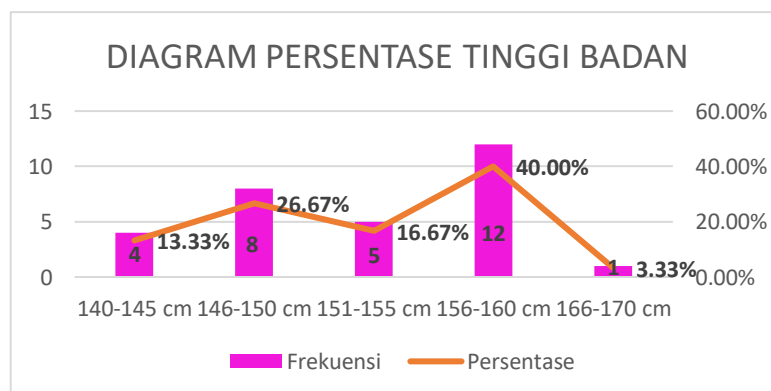 DIAGRAM PERSENTASE TINGGI BADAN
15 60.00%
10 40.00%
5 20.00%
0 0.00%
4 13.33% 8 26.67% 5 16.67% 12 40.00% 1 3.33%
140-145 cm 146-150 cm 151-155 cm 156-160 cm 166-170 cm
Frekuensi Persentase